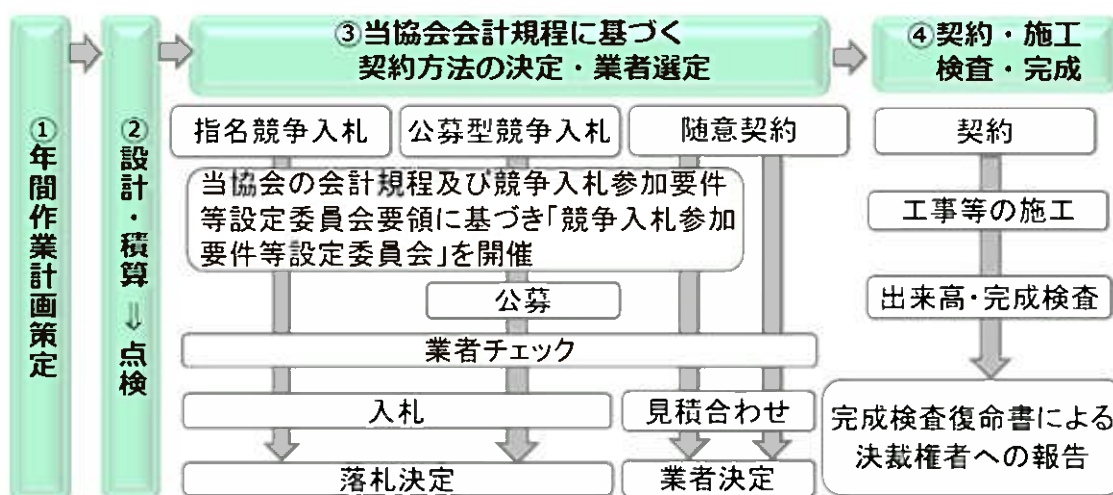 ①年間作業計画策定
②設計・積算⇒点検
③当協会会計規程に基づく
契約方法の決定・業者選定
指名競争入札
公募型競争入札
随意契約
当協会の会計規程及び競争入札参加要件
等設定委員会要領に基づき「競争入札参加
要件等設定委員会」を開催
公募
業者チェック
入札
見積合わせ
落札決定
業者決定
④契約・施工
検査・完成
契約
工事等の施工
出来高・完成検査
完成検査復命書による
決裁権者への報告